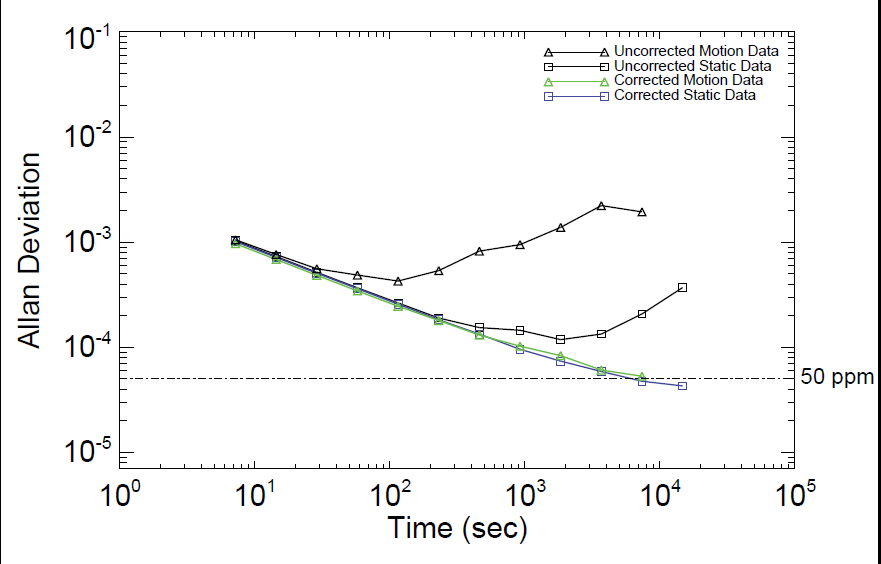 10⁻¹
Uncorrected Motion Data
Uncorrected Static Data
Corrected Motion Data
Corrected Static Data
10⁻²
Allan Deviation
10⁻³
10⁻⁴
50 ppm
10⁻⁵
10⁰ 10¹ 10² 10³ 10⁴ 10⁵
Time (sec)